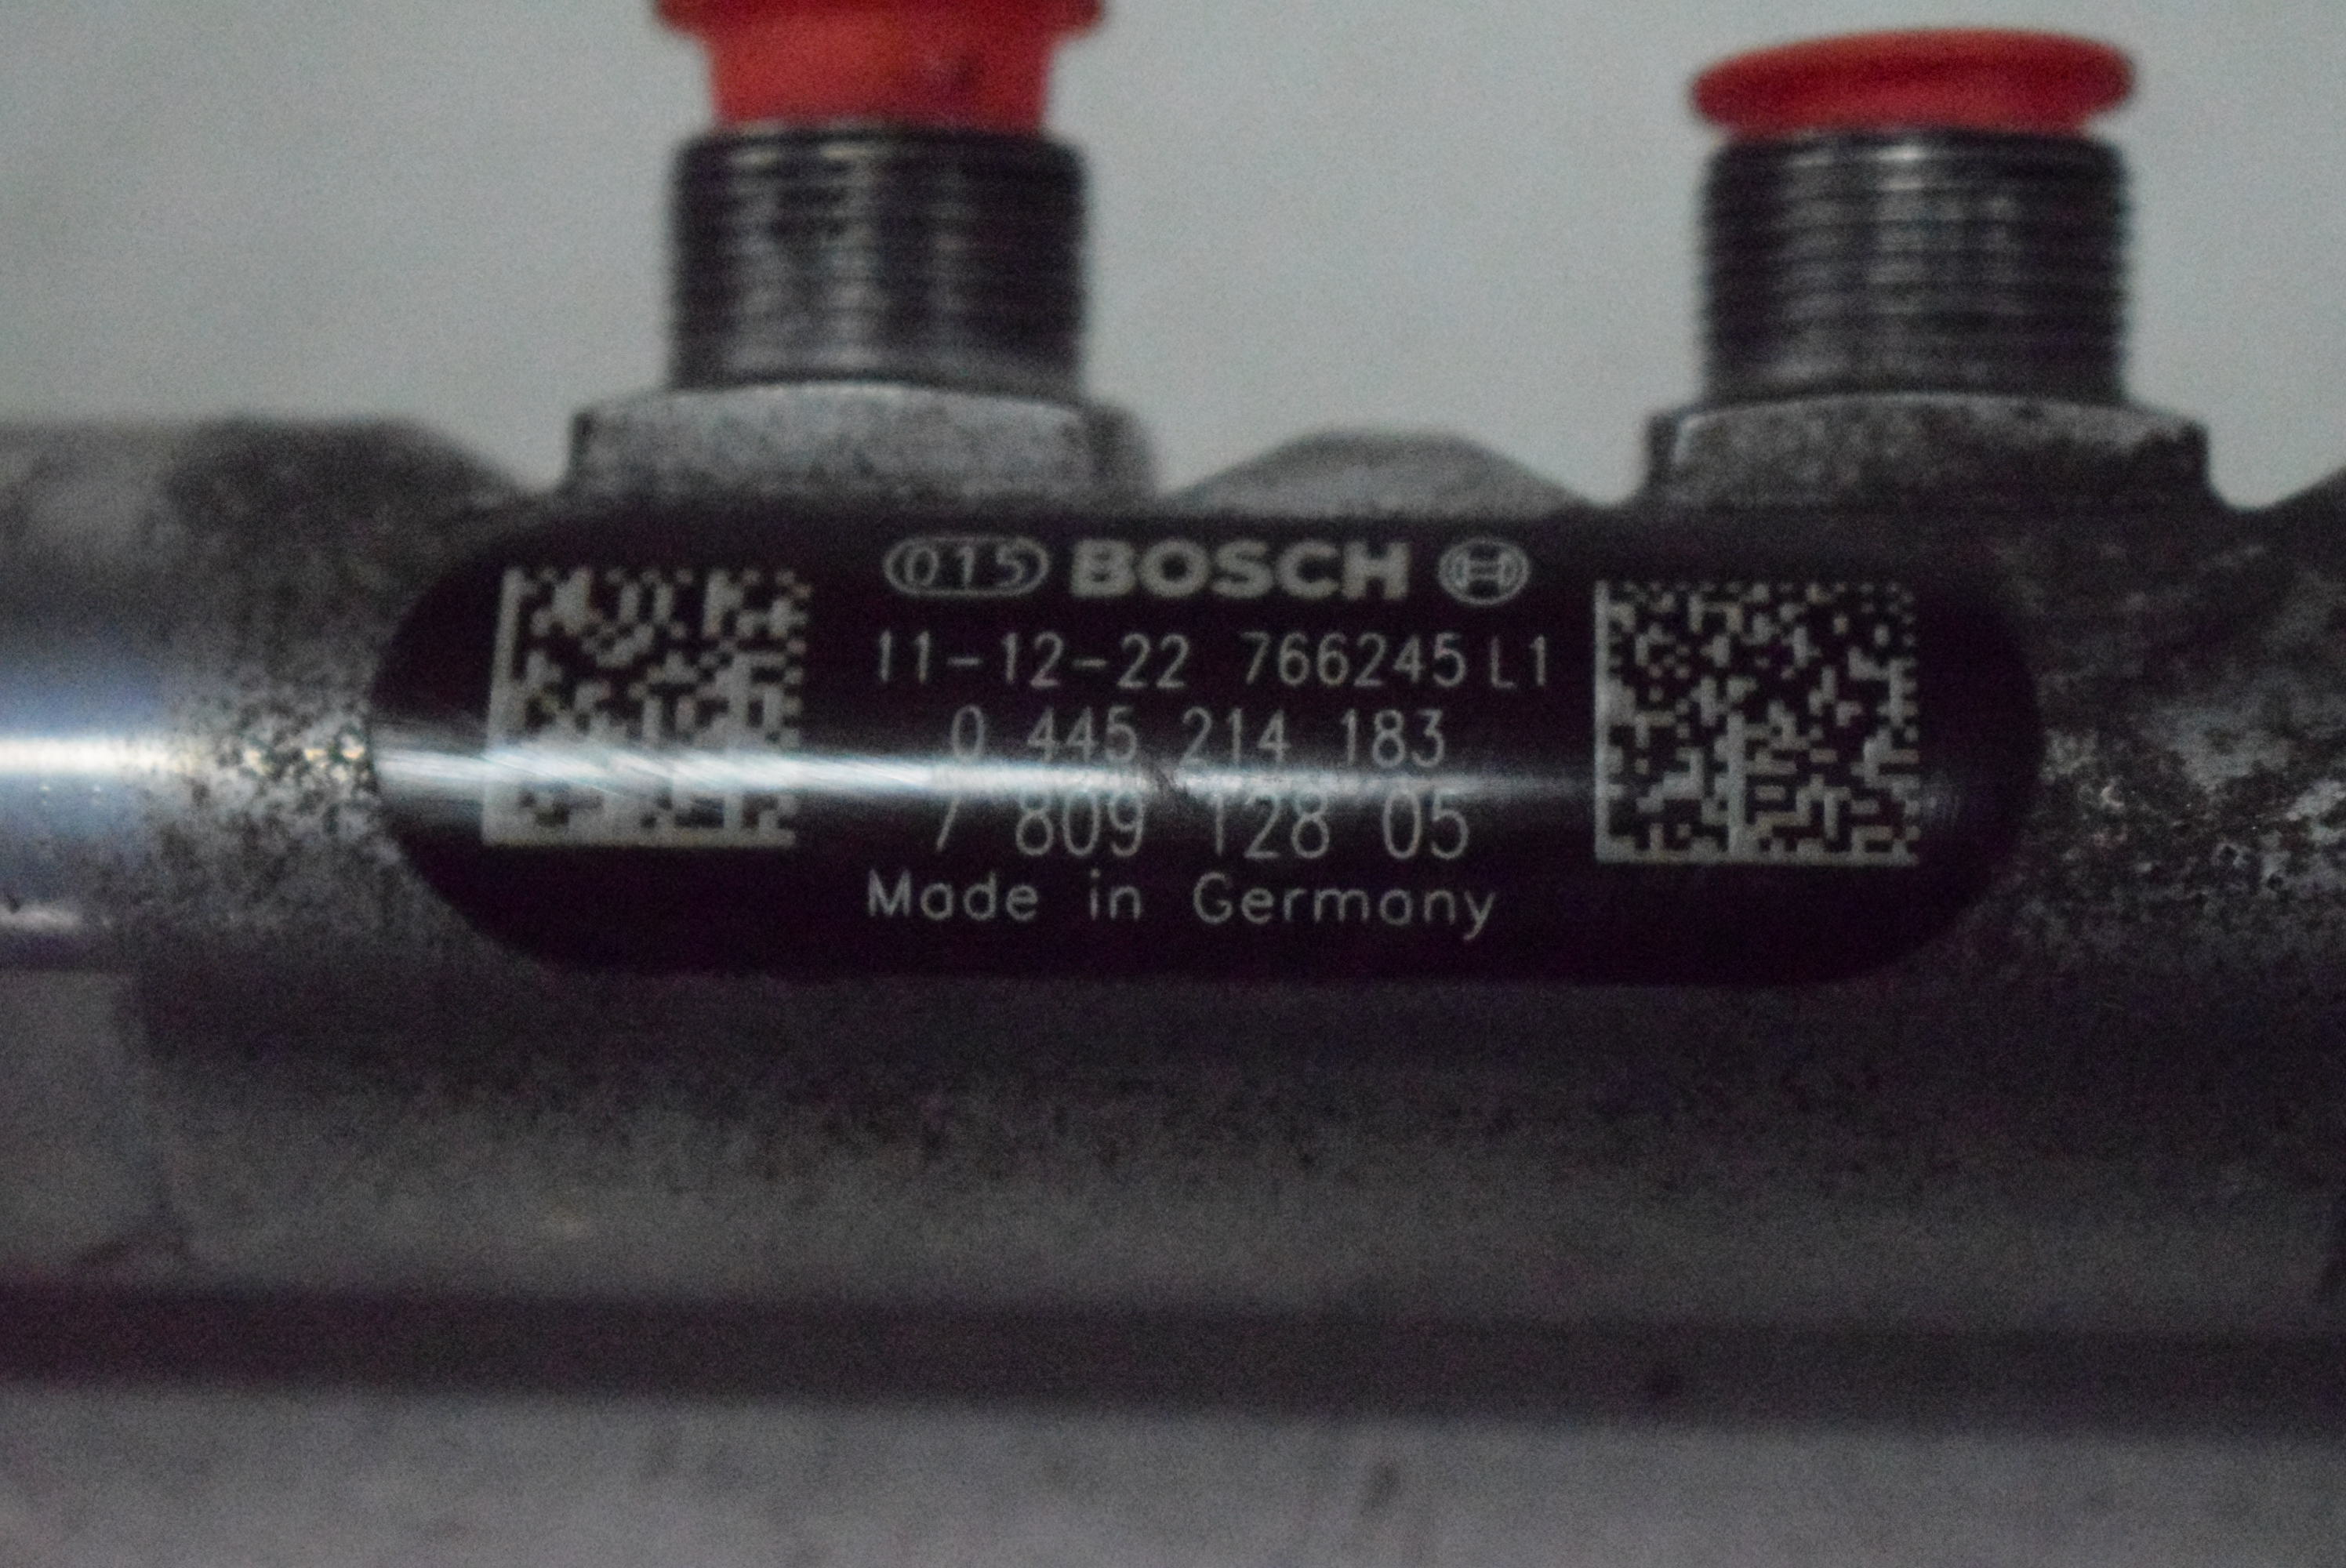 015 BOSCH
11-12-22 766245 L1
0 445 214 183
7 809 128 05
Made in Germany